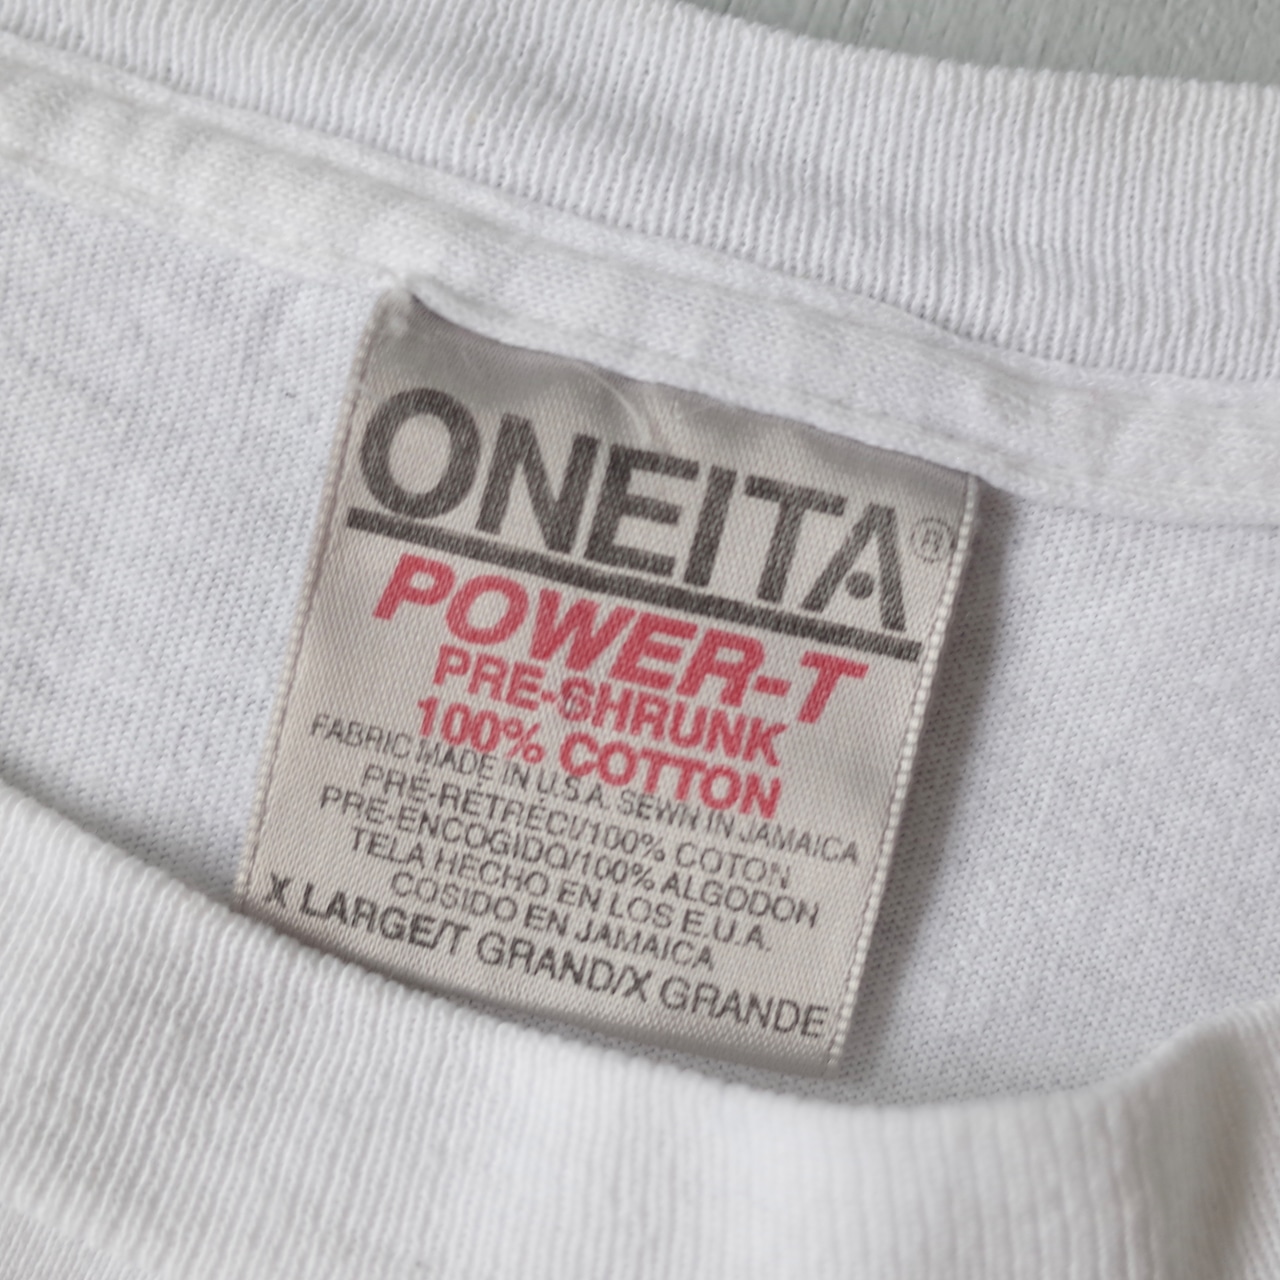 ONEITA®
POWER-T
PRE-SHRUNK
100% COTTON
FABRIC MADE IN U.S.A. SEWN IN JAMAICA
PRÉ-RETRÉCI/100% COTON
PRE-ENCOGIDO/100% ALGODON
TELA HECHO EN LOS E.U.A.
COSIDO EN JAMAICA
X LARGE/T GRAND/X GRANDE